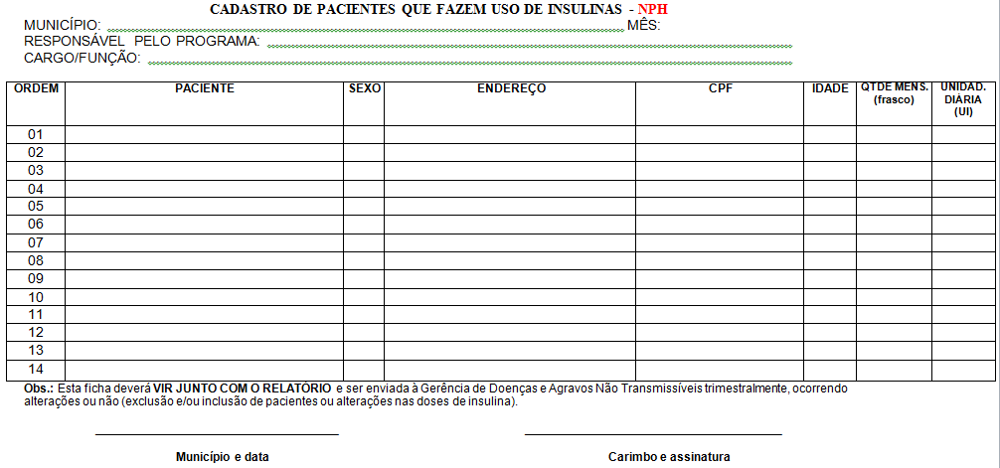 CADASTRO DE PACIENTES QUE FAZEM USO DE INSULINAS - NPH
MUNICÍPIO: MÊS:
RESPONSÁVEL PELO PROGRAMA:
CARGO/FUNÇÃO:
ORDEM PACIENTE SEXO ENDEREÇO CPF IDADE QTDE MENS. (frasco) UNIDAD. DIÁRIA (UI)
01
02
03
04
05
06
07
08
09
10
11
12
13
14
Obs.: Esta ficha deverá VIR JUNTO COM O RELATÓRIO e ser enviada à Gerência de Doenças e Agravos Não Transmissíveis trimestralmente, ocorrendo
alterações ou não (exclusão e/ou inclusão de pacientes ou alterações nas doses de insulina).
Município e data Carimbo e assinatura